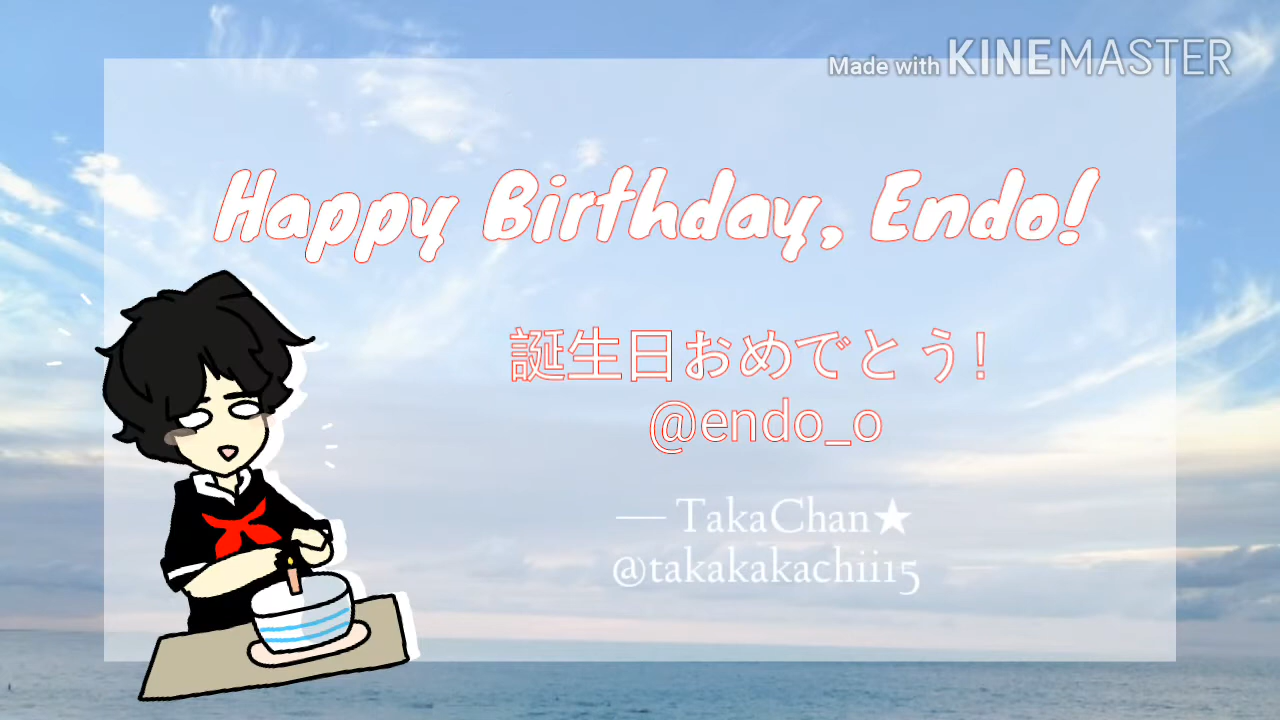 Made with KINEMASTER
Happy Birthday, Endo!
誕生日おめでとう!
@endo_o
— TakaChan★
@takakakachii15